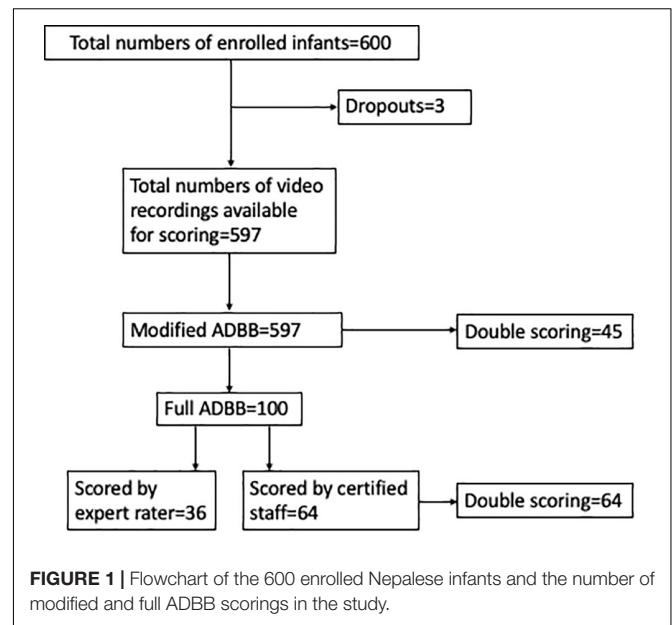 Total numbers of enrolled infants=600
Dropouts=3
Total numbers of video
recordings available
for scoring=597
Modified ADBB=597
Double scoring=45
Full ADBB=100
Scored by
expert rater=36
Scored by certified
staff=64
Double scoring=64
FIGURE 1 | Flowchart of the 600 enrolled Nepalese infants and the number of
modified and full ADBB scorings in the study.